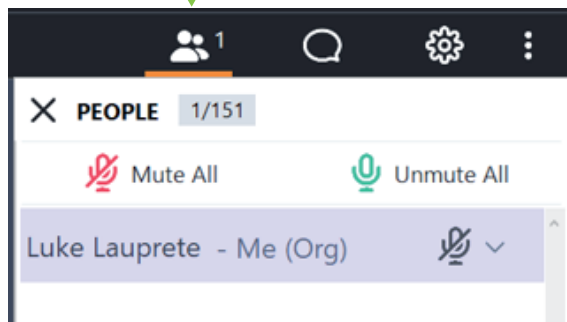 1
PEOPLE 1/151
Mute All Unmute All
Luke Lauprete - Me (Org)